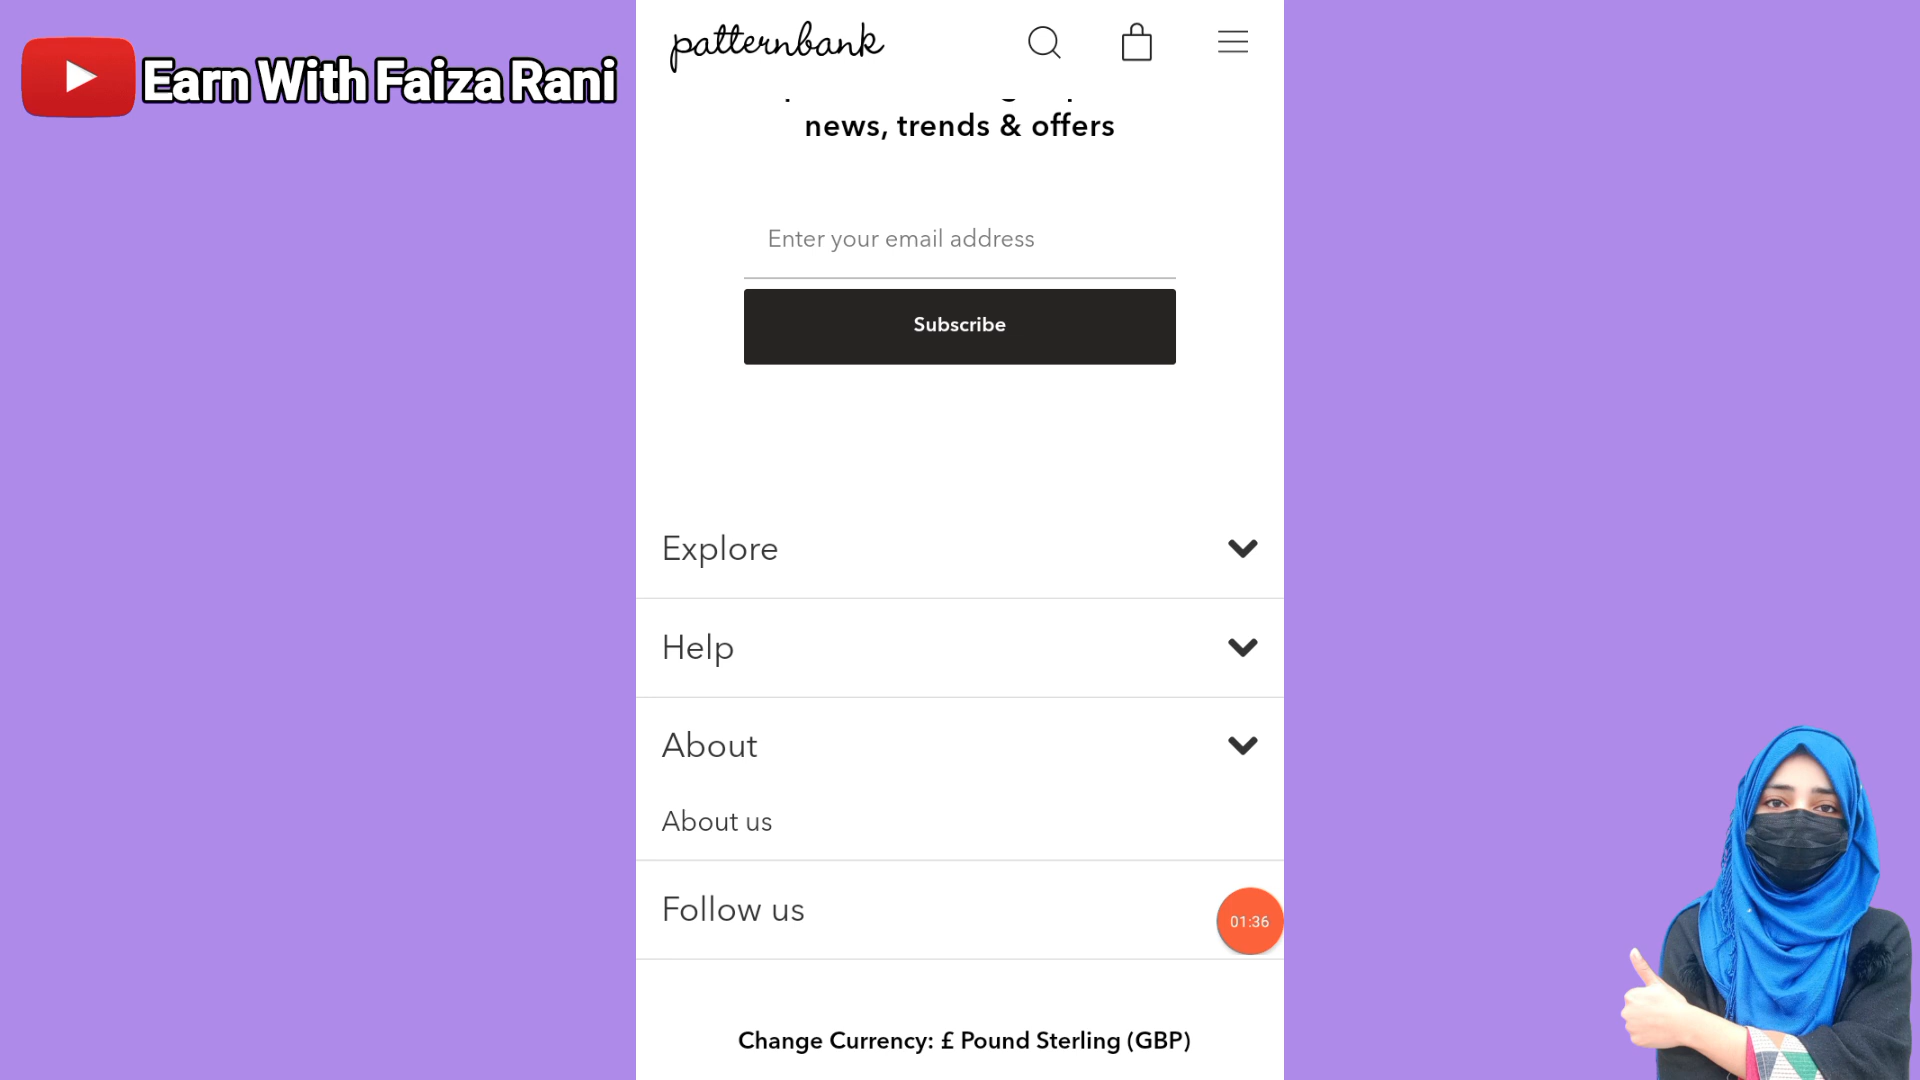 Earn With Faiza Rani
patternbank
news, trends & offers
Enter your email address
Subscribe
Explore
Help
About
About us
Follow us
01:36
Change Currency: £ Pound Sterling (GBP)